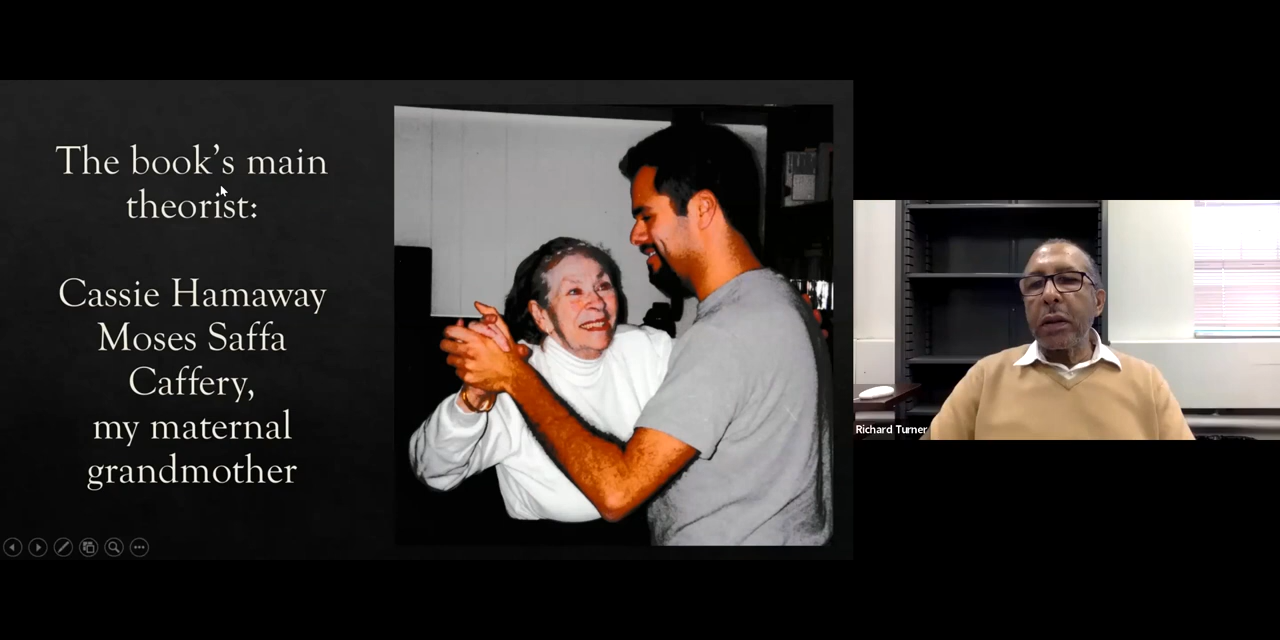 The book’s main
theorist:
Cassie Hamaway
Moses Saffa
Caffery,
my maternal
grandmother
Richard Turner